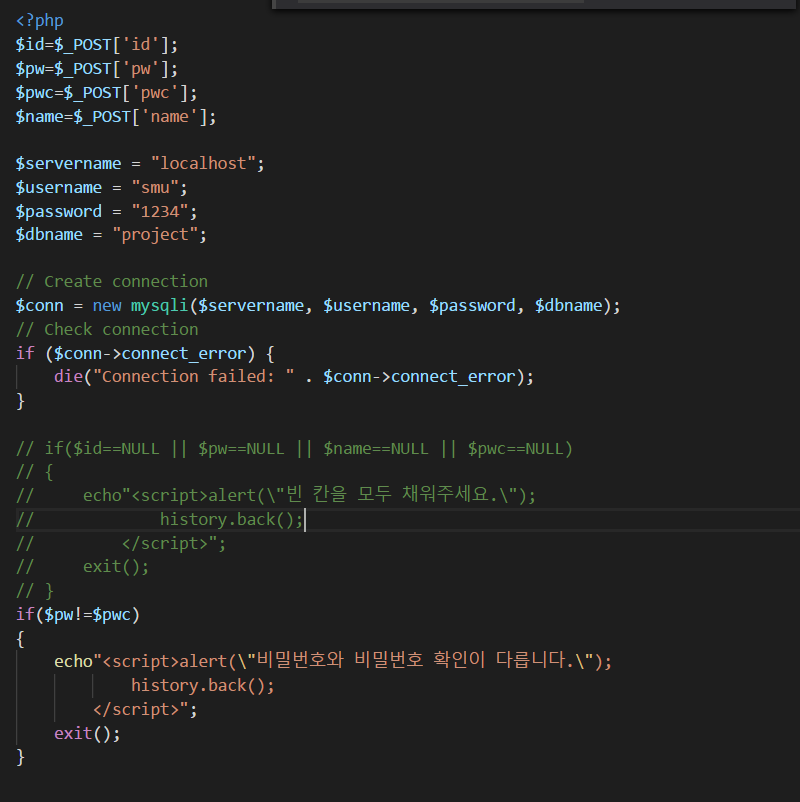 <?php
$id=$_POST['id'];
$pw=$_POST['pw'];
$pwc=$_POST['pwc'];
$name=$_POST['name'];
$servername = "localhost";
$username = "smu";
$password = "1234";
$dbname = "project";
// Create connection
$conn = new mysqli($servername, $username, $password, $dbname);
// Check connection
if ($conn->connect_error) {
    die("Connection failed: " . $conn->connect_error);
}
// if($id==NULL || $pw==NULL || $name==NULL || $pwc==NULL)
// {
//     echo"<script>alert(\"빈 칸을 모두 채워주세요.\");
//             history.back();
//         </script>";
//     exit();
// }
if($pw!=$pwc)
{
    echo"<script>alert(\"비밀번호와 비밀번호 확인이 다릅니다.\");
            history.back();
        </script>";
    exit();
}